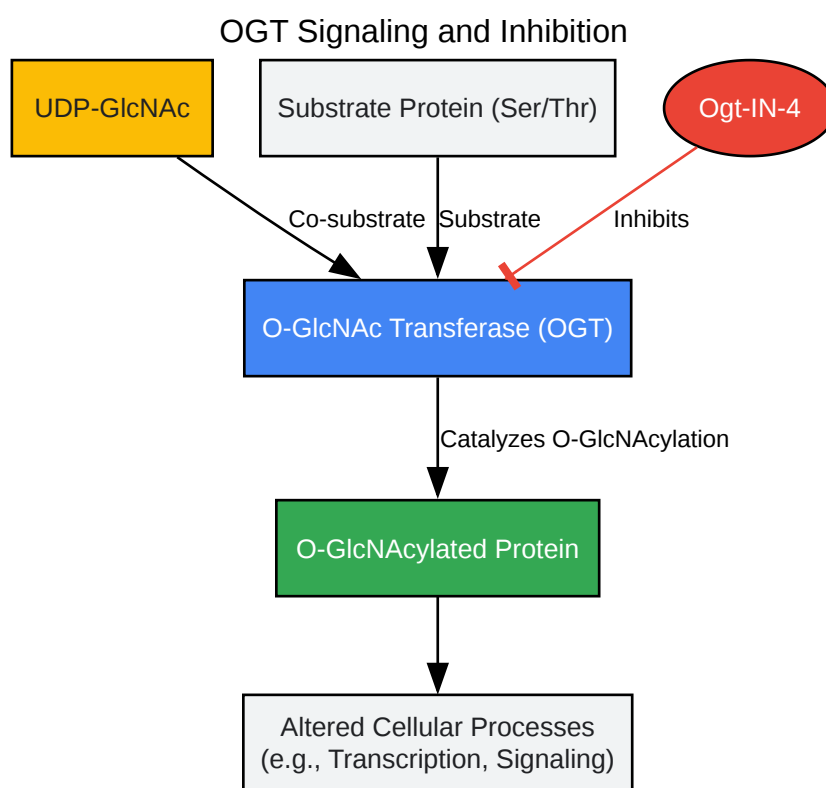 OGT Signaling and Inhibition
UDP-GlcNAc
Substrate Protein (Ser/Thr)
Ogt-IN-4
Co-substrate
Substrate
Inhibits
O-GlcNAc Transferase (OGT)
Catalyzes O-GlcNAcylation
O-GlcNAcylated Protein
Altered Cellular Processes
(e.g., Transcription, Signaling)